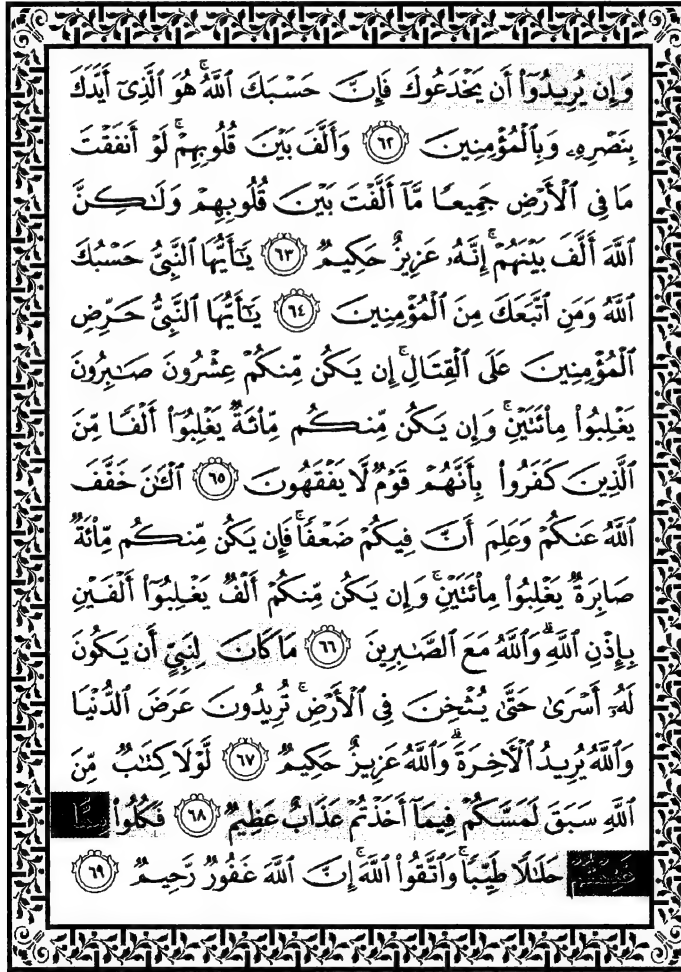 وَإِن يُرِيدُوٓا۟ أَن يَخْدَعُوكَ فَإِنَّ حَسْبَكَ ٱللَّهُ ۚ هُوَ ٱلَّذِىٓ أَيَّدَكَ
بِنَصْرِهِۦ وَبِٱلْمُؤْمِنِينَ ٦٢ وَأَلَّفَ بَيْنَ قُلُوبِهِمْ ۚ لَوْ أَنفَقْتَ
مَا فِى ٱلْأَرْضِ جَمِيعًا مَّآ أَلَّفْتَ بَيْنَ قُلُوبِهِمْ وَلَـٰكِنَّ
ٱللَّهَ أَلَّفَ بَيْنَهُمْ ۚ إِنَّهُۥ عَزِيزٌ حَكِيمٌ ٦٣ يَـٰٓأَيُّهَا ٱلنَّبِىُّ حَسْبُكَ
ٱللَّهُ وَمَنِ ٱتَّبَعَكَ مِنَ ٱلْمُؤْمِنِينَ ٦٤ يَـٰٓأَيُّهَا ٱلنَّبِىُّ حَرِّضِ
ٱلْمُؤْمِنِينَ عَلَى ٱلْقِتَالِ ۚ إِن يَكُن مِّنكُمْ عِشْرُونَ صَـٰبِرُونَ
يَغْلِبُوا۟ مِا۟ئَتَيْنِ ۚ وَإِن يَكُن مِّنكُم مِّا۟ئَةٌ يَغْلِبُوٓا۟ أَلْفًا مِّنَ
ٱلَّذِينَ كَفَرُوا۟ بِأَنَّهُمْ قَوْمٌ لَّا يَفْقَهُونَ ٦٥ ٱلْـَٔـٰنَ خَفَّفَ
ٱللَّهُ عَنكُمْ وَعَلِمَ أَنَّ فِيكُمْ ضَعْفًا ۚ فَإِن يَكُن مِّنكُم مِّا۟ئَةٌ
صَابِرَةٌ يَغْلِبُوا۟ مِا۟ئَتَيْنِ ۚ وَإِن يَكُن مِّنكُمْ أَلْفٌ يَغْلِبُوٓا۟ أَلْفَيْنِ
بِإِذْنِ ٱللَّهِ ۗ وَٱللَّهُ مَعَ ٱلصَّـٰبِرِينَ ٦٦ مَا كَانَ لِنَبِىٍّ أَن يَكُونَ
لَهُۥٓ أَسْرَىٰ حَتَّىٰ يُثْخِنَ فِى ٱلْأَرْضِ ۚ تُرِيدُونَ عَرَضَ ٱلدُّنْيَا
وَٱللَّهُ يُرِيدُ ٱلْـَٔاخِرَةَ ۗ وَٱللَّهُ عَزِيزٌ حَكِيمٌ ٦٧ لَّوْلَا كِتَـٰبٌ مِّنَ
ٱللَّهِ سَبَقَ لَمَسَّكُمْ فِيمَآ أَخَذْتُمْ عَذَابٌ عَظِيمٌ ٦٨ فَكُلُوا۟ مِمَّا
غَنِمْتُمْ حَلَـٰلًا طَيِّبًا ۚ وَٱتَّقُوا۟ ٱللَّهَ ۚ إِنَّ ٱللَّهَ غَفُورٌ رَّحِيمٌ ٦٩